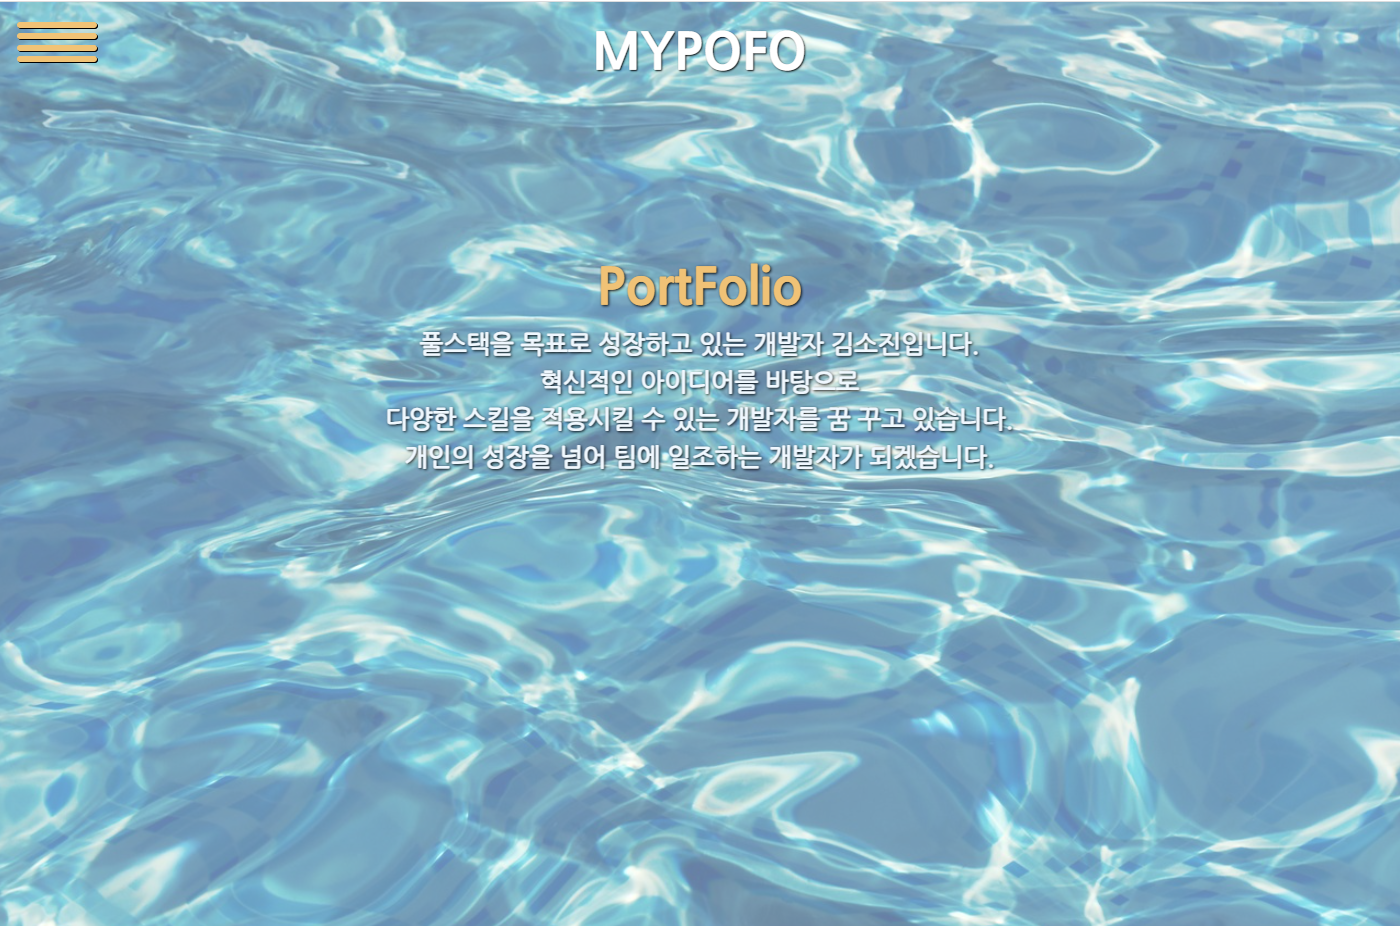 MYPOFO
PortFolio
풀스택을 목표로 성장하고 있는 개발자 김소진입니다.
혁신적인 아이디어를 바탕으로
다양한 스킬을 적용시킬 수 있는 개발자를 꿈 꾸고 있습니다.
개인의 성장을 넘어 팀에 일조하는 개발자가 되겠습니다.